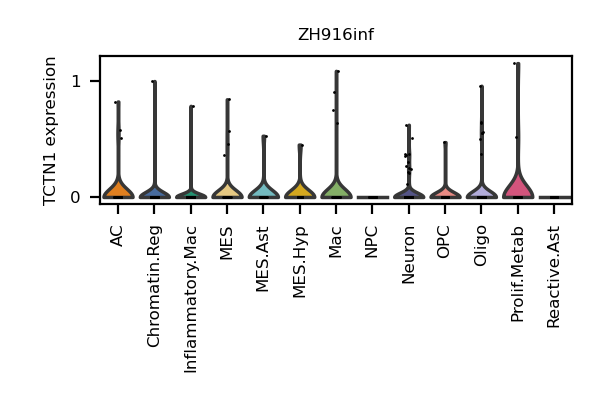 ZH916inf
TCTN1 expression
1
0
AC
Chromatin.Reg
Inflammatory.Mac
MES
MES.Ast
MES.Hyp
Mac
NPC
Neuron
OPC
Oligo
Prolif.Metab
Reactive.Ast